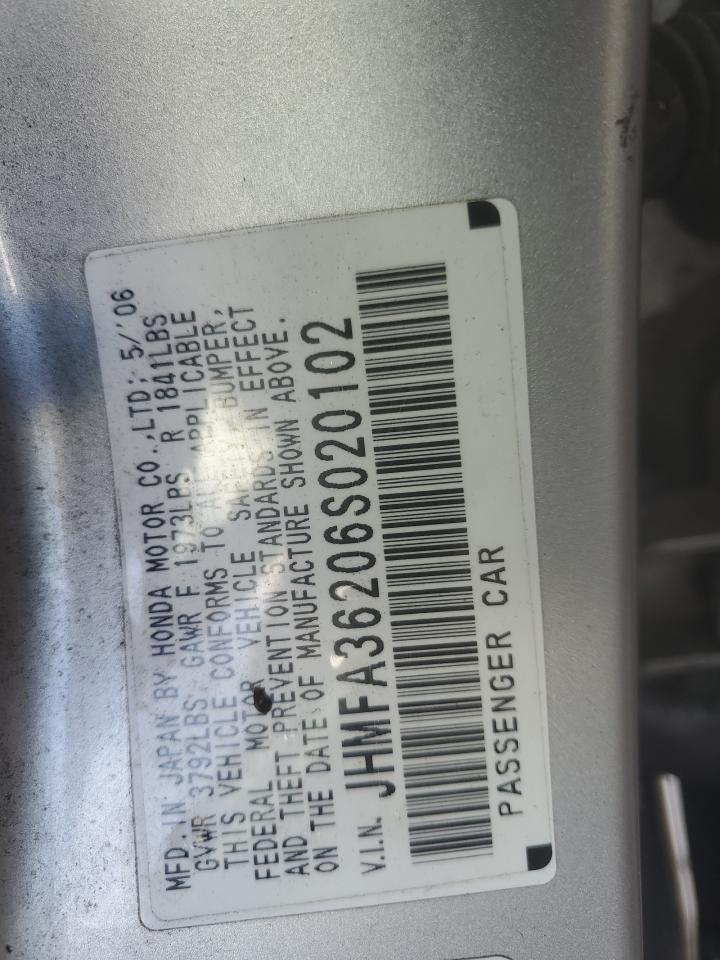 MFD. IN JAPAN BY HONDA MOTOR CO.,LTD; 5/'06
GVWR 3792LBS GAWR F 1973LBS R 1841LBS
THIS VEHICLE CONFORMS TO ALL APPLICABLE
FEDERAL MOTOR VEHICLE SAFETY, BUMPER,
AND THEFT PREVENTION STANDARDS IN EFFECT
ON THE DATE OF MANUFACTURE SHOWN ABOVE.
V.I.N. JHMFA36206S020102
PASSENGER CAR